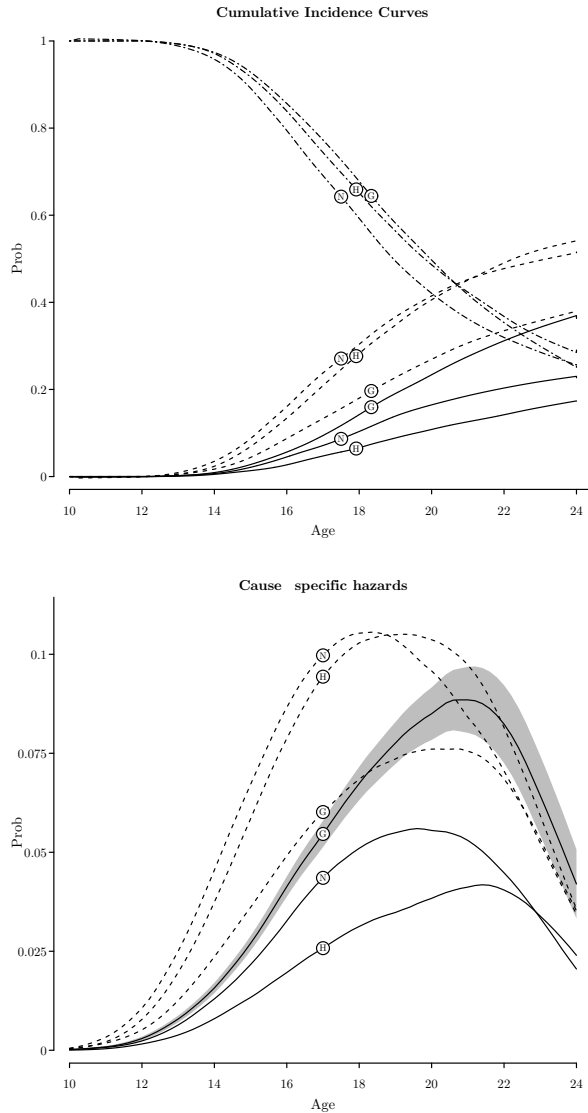 Cumulative Incidence Curves
1
0.8
0.6
0.4
0.2
0
Prob
N
H
G
N
H
G
G
N
H
10 12 14 16 18 20 22 24
Age
Cause specific hazards
0.1
0.075
0.05
0.025
0
Prob
N
H
G
G
N
H
10 12 14 16 18 20 22 24
Age